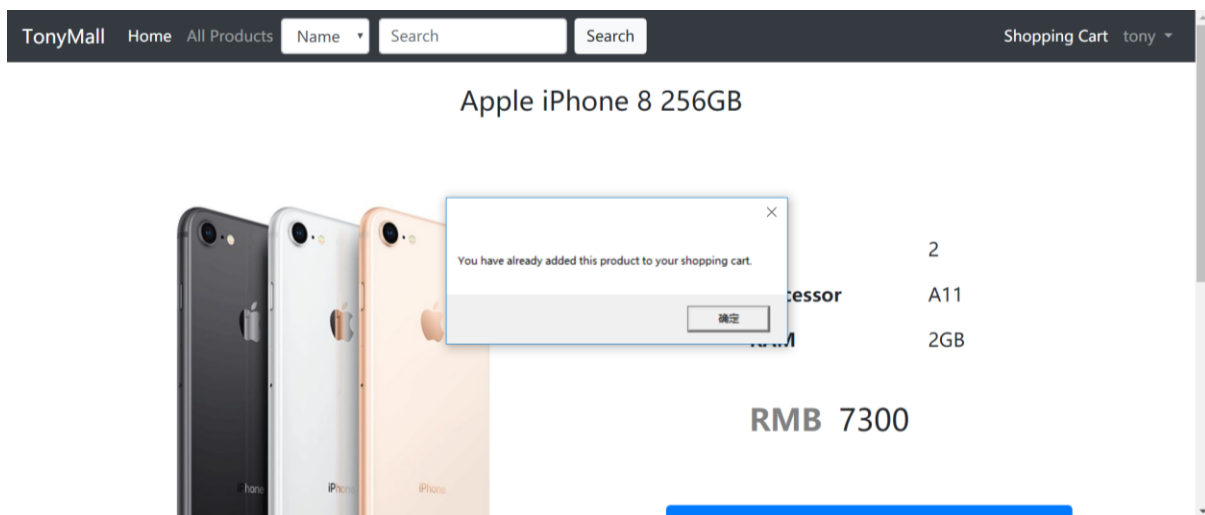 TonyMall Home All Products Name Search Search Shopping Cart tony
Apple iPhone 8 256GB
You have already added this product to your shopping cart.
确定
2
A11
RAM 2GB
RMB 7300
iPhone iPhone iPhone